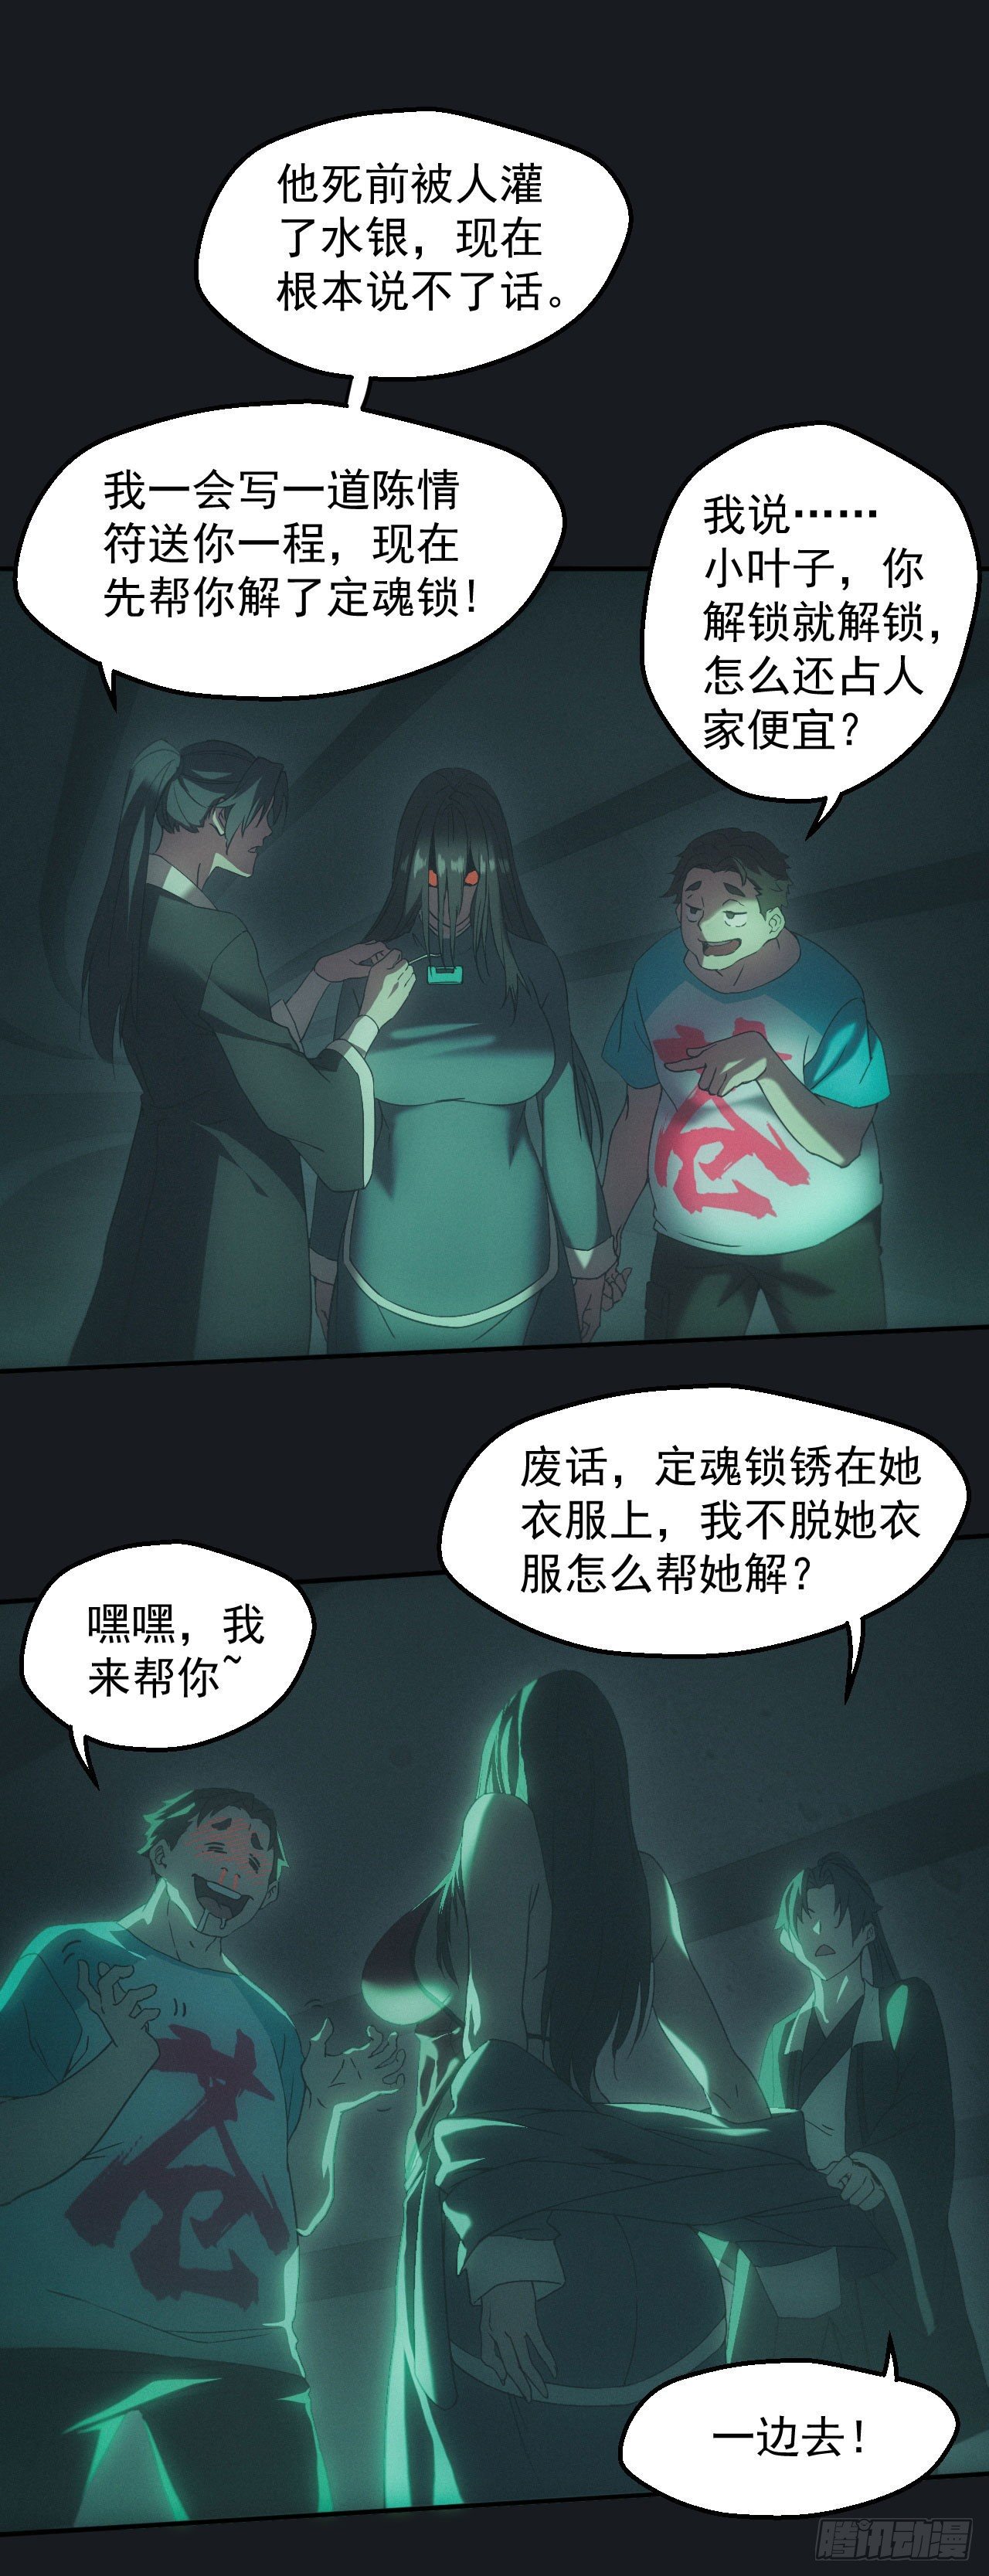 他死前被人灌
了水银，现在
根本说不了话。
我一会写一道陈情
符送你一程，现在
先帮你解了定魂锁！
我说……
小叶子，你
解锁就解锁，
怎么还占人
家便宜？
苍
废话，定魂锁锈在她
衣服上，我不脱她衣
服怎么帮她解？
嘿嘿，我
来帮你~
苍
一边去！
腾讯动漫